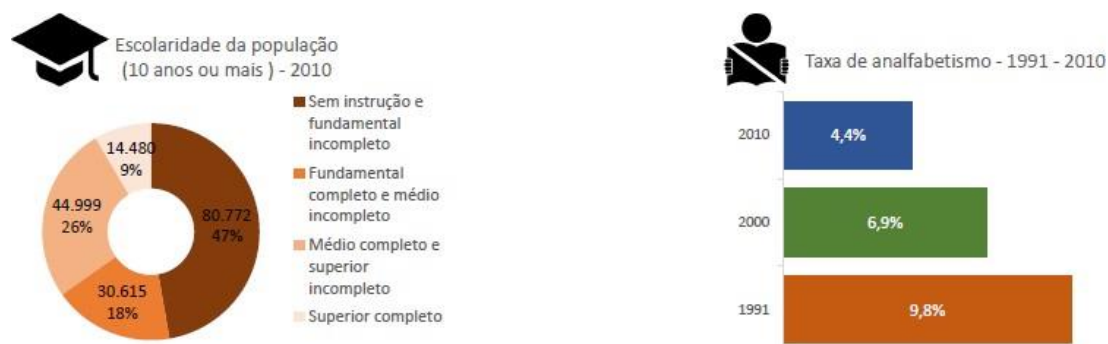 Escolaridade da população
(10 anos ou mais ) - 2010
14.480
9%
44.999
26%
80.772
47%
30.615
18%
Sem instrução e
fundamental
incompleto
Fundamental
completo e médio
incompleto
Médio completo e
superior
incompleto
Superior completo
Taxa de analfabetismo - 1991 - 2010
2010
4,4%
2000
6,9%
1991
9,8%